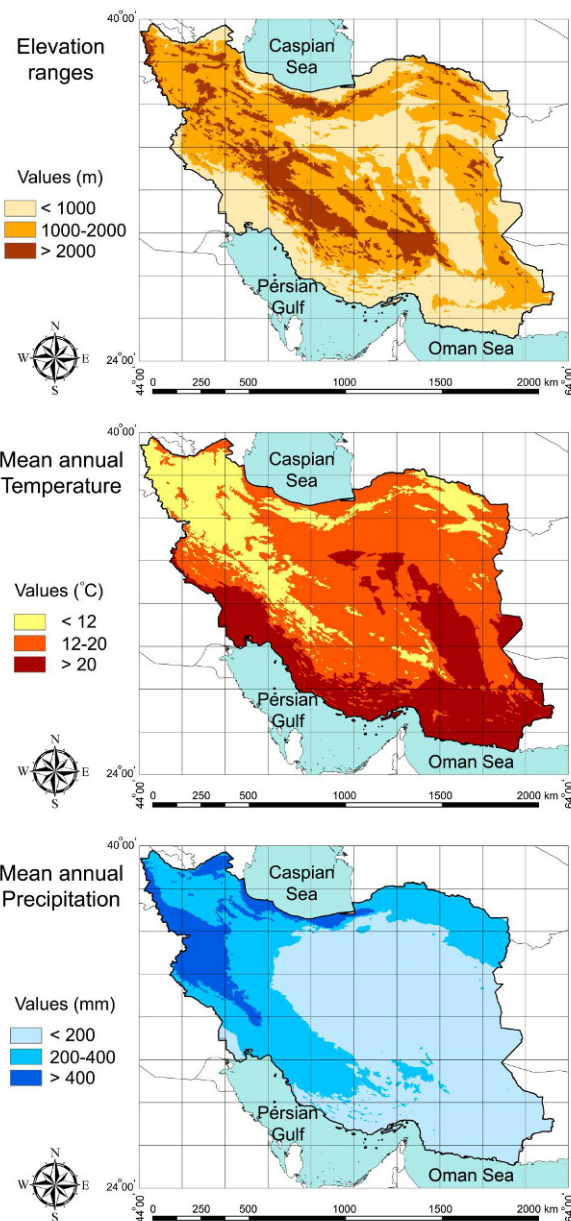 Elevation
ranges
40°00'
Caspian
Sea
Values (m)
< 1000
1000-2000
> 2000
Persian
Gulf
Oman Sea
N
W E
S
24°00'
44°00'
0 250 500 1000 1500 2000 km
64°00'
Mean annual
Temperature
40°00'
Caspian
Sea
Values (°C)
< 12
12-20
> 20
Persian
Gulf
Oman Sea
N
W E
S
24°00'
44°00'
0 250 500 1000 1500 2000 km
64°00'
Mean annual
Precipitation
40°00'
Caspian
Sea
Values (mm)
< 200
200-400
> 400
Persian
Gulf
Oman Sea
N
W E
S
24°00'
44°00'
0 250 500 1000 1500 2000 km
64°00'